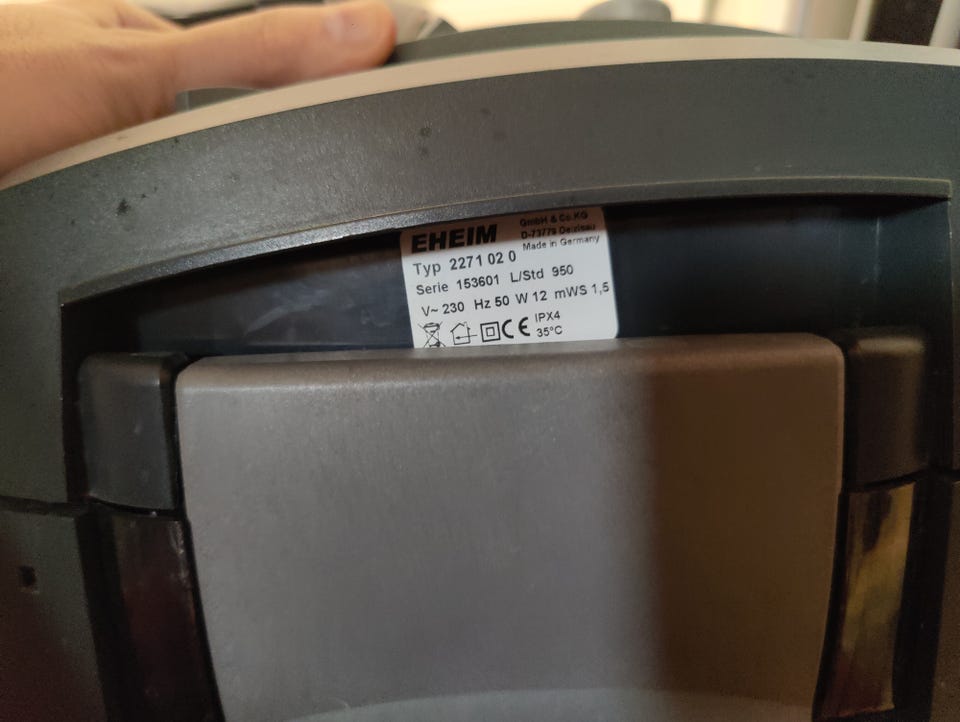 EHEIM
GmbH & Co.KG
D-73779 Deizisau
Made in Germany
Typ 2271 02 0
Serie 153601 L/Std 950
V~ 230 Hz 50 W 12 mWS 1,5
CE IPX4
35°C